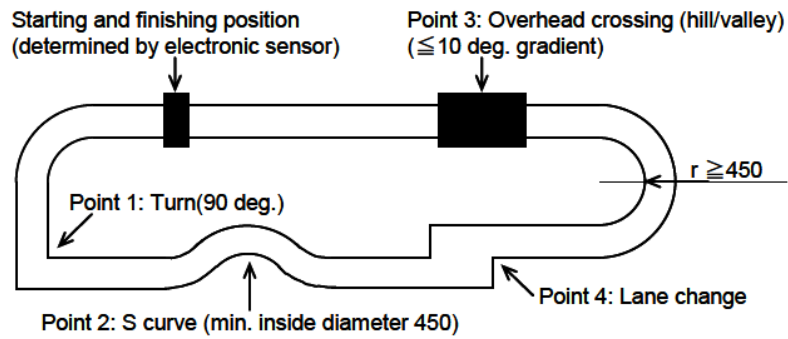 Starting and finishing position
(determined by electronic sensor)
Point 3: Overhead crossing (hill/valley)
(≦10 deg. gradient)
r ≧450
Point 1: Turn(90 deg.)
Point 4: Lane change
Point 2: S curve (min. inside diameter 450)